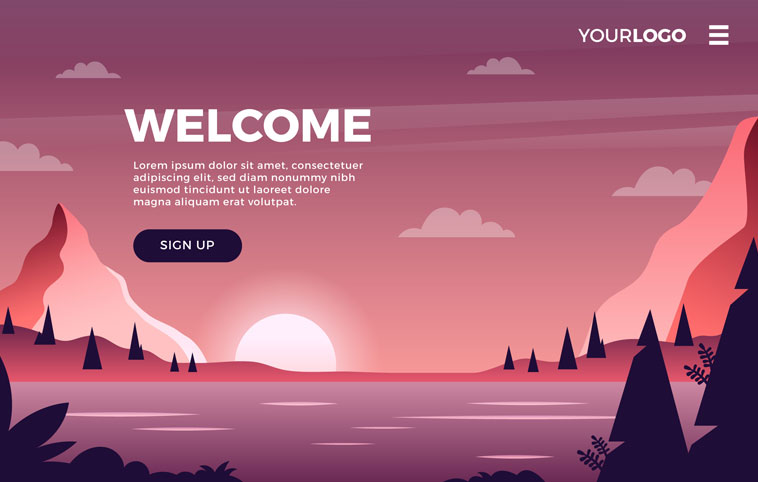 YOURLOGO
WELCOME
Lorem ipsum dolor sit amet, consectetuer
adipiscing elit, sed diam nonummy nibh
euismod tincidunt ut laoreet dolore
magna aliquam erat volutpat.
SIGN UP